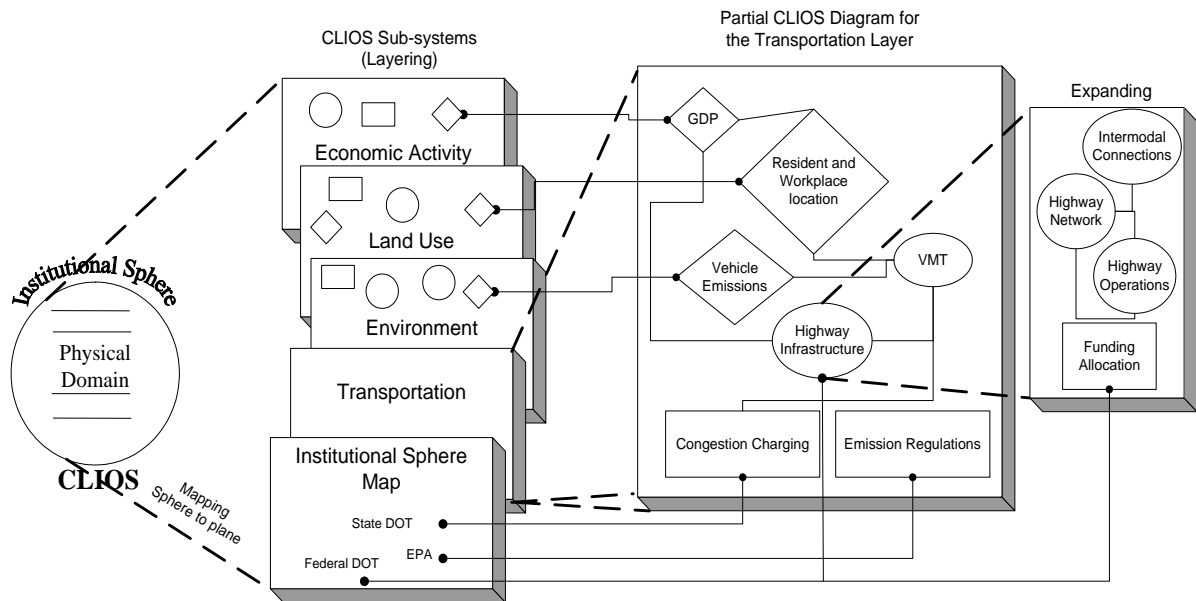 CLIOS Sub-systems
(Layering)
Partial CLIOS Diagram for
the Transportation Layer
Expanding
Economic Activity
Land Use
Environment
Transportation
Institutional Sphere
Map
State DOT
EPA
Federal DOT
Institutional Sphere
Physical
Domain
CLIOS
Mapping
Sphere to plane
GDP
Resident and
Workplace
location
Vehicle
Emissions
VMT
Highway
Infrastructure
Congestion Charging
Emission Regulations
Intermodal
Connections
Highway
Network
Highway
Operations
Funding
Allocation